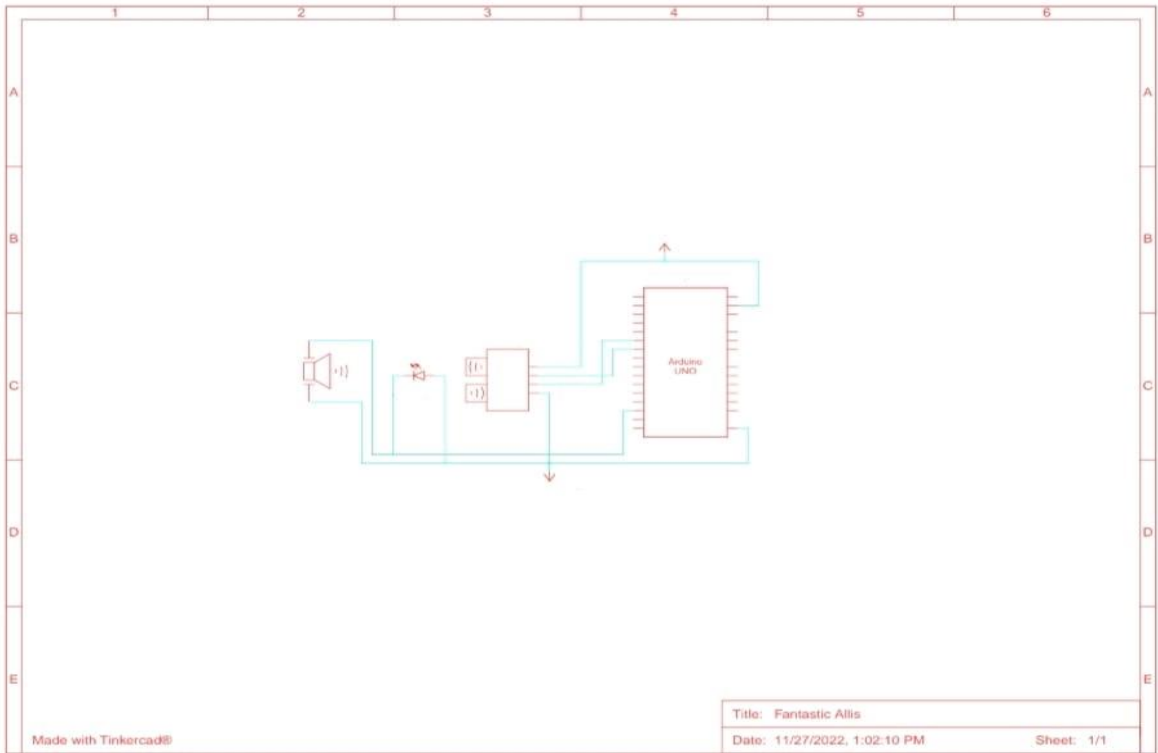 1 2 3 4 5 6
A A
B B
C C
Arduino
UNO
D D
E E
Title: Fantastic Allis
Made with Tinkercad® Date: 11/27/2022, 1:02:10 PM Sheet: 1/1